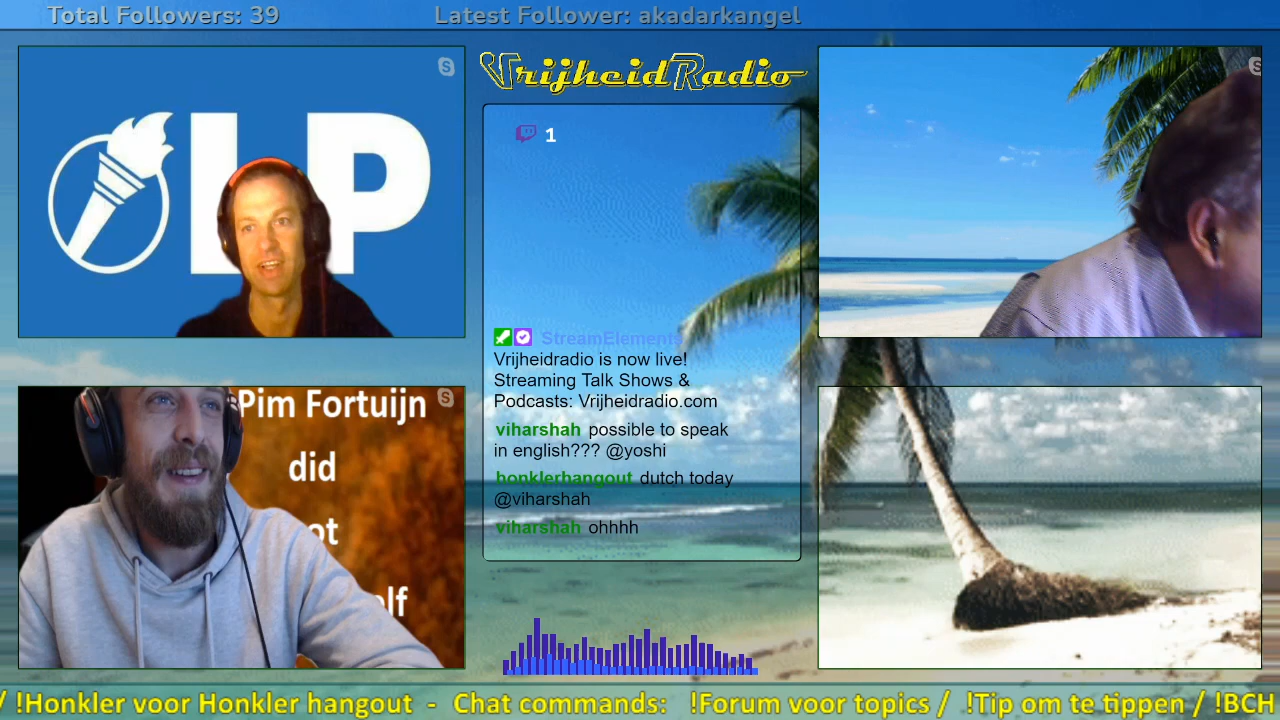 Total Followers: 39
Latest Follower: akadarkangel
LP
VrijheidRadio
1
StreamElements
Vrijheidradio is now live!
Streaming Talk Shows &
Podcasts: Vrijheidradio.com
viharshah possible to speak
in english??? @yoshi
honklerhangout dutch today
@viharshah
viharshah ohhhh
Pim Fortuijn
did
ot
elf
/ !Honkler voor Honkler hangout - Chat commands: !Forum voor topics / !Tip om te tippen / !BCH